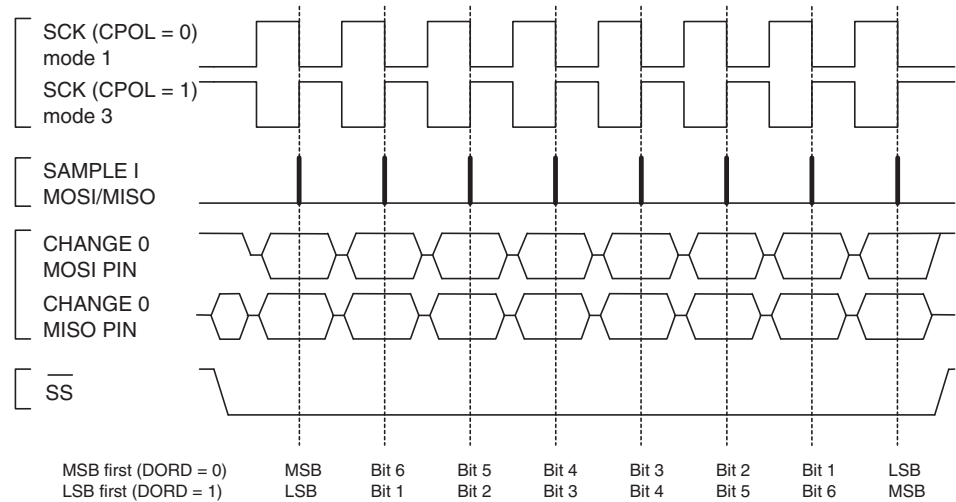 SCK (CPOL = 0)
mode 1
SCK (CPOL = 1)
mode 3
SAMPLE I
MOSI/MISO
CHANGE 0
MOSI PIN
CHANGE 0
MISO PIN
SS
MSB first (DORD = 0) MSB Bit 6 Bit 5 Bit 4 Bit 3 Bit 2 Bit 1 LSB
LSB first (DORD = 1) LSB Bit 1 Bit 2 Bit 3 Bit 4 Bit 5 Bit 6 MSB